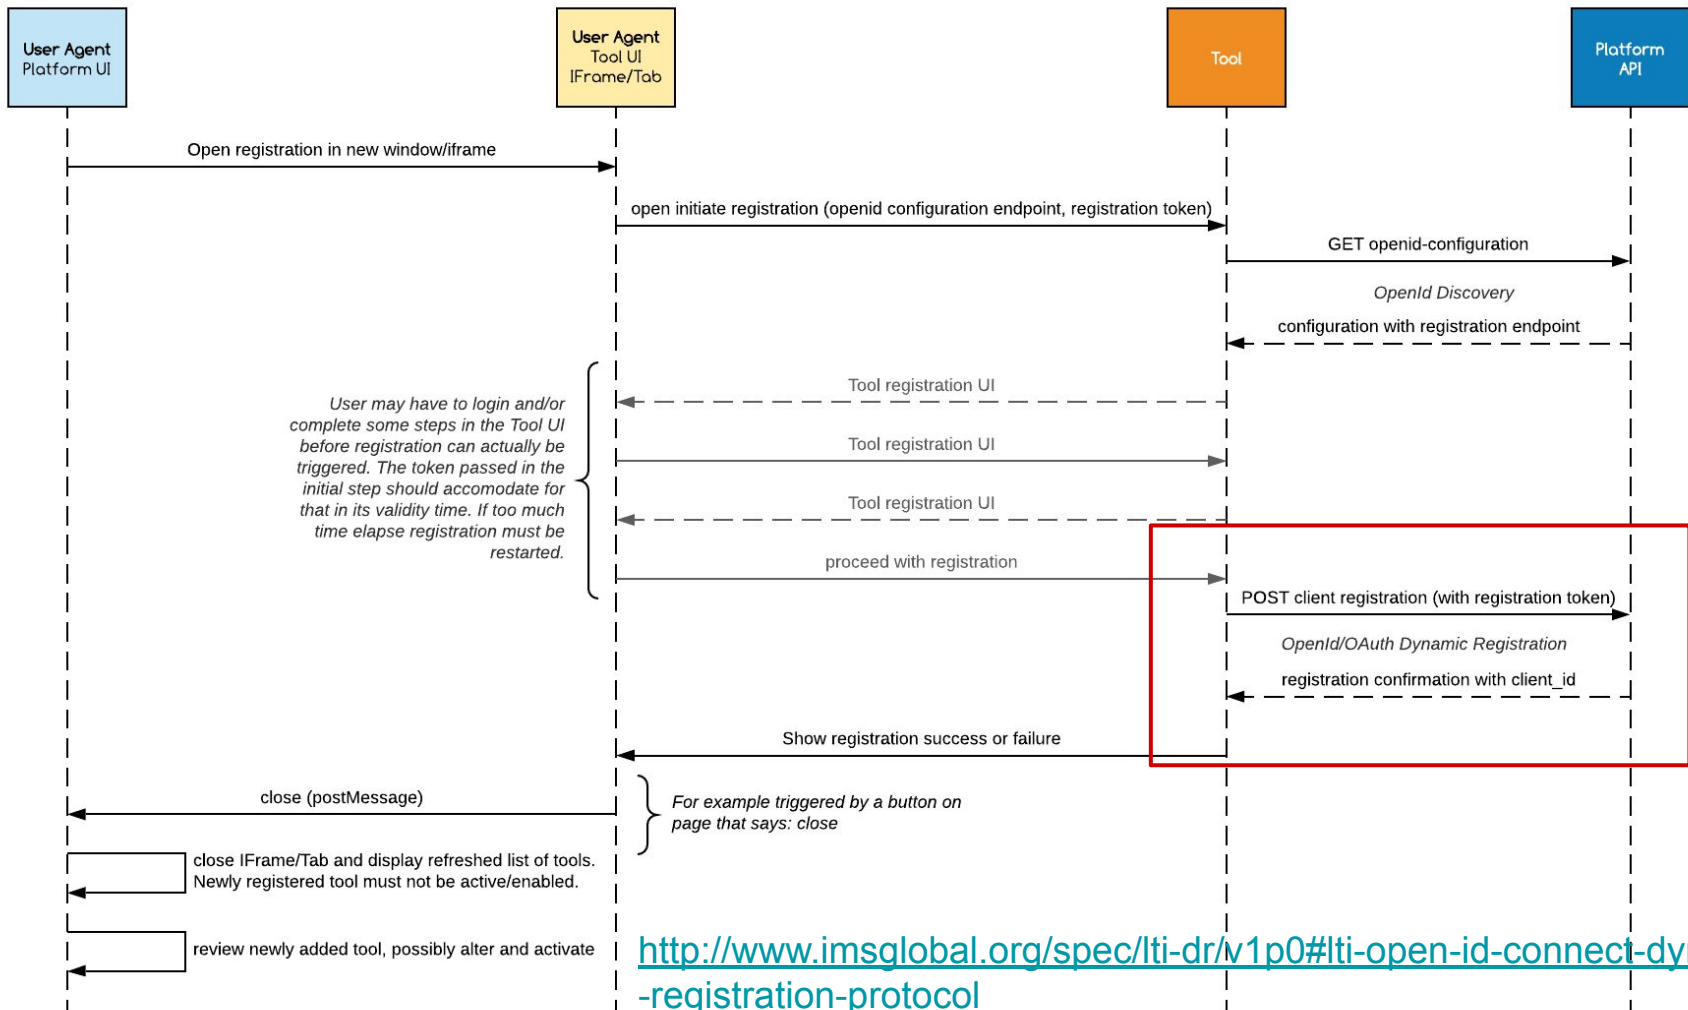 User Agent
Platform UI
User Agent
Tool UI
IFrame/Tab
Tool
Platform
API
Open registration in new window/iframe
open initiate registration (openid configuration endpoint, registration token)
GET openid-configuration
OpenId Discovery
configuration with registration endpoint
Tool registration UI
User may have to login and/or
complete some steps in the Tool UI
before registration can actually be
triggered. The token passed in the
initial step should accomodate for
that in its validity time. If too much
time elapse registration must be
restarted.
Tool registration UI
Tool registration UI
proceed with registration
POST client registration (with registration token)
OpenId/OAuth Dynamic Registration
registration confirmation with client_id
Show registration success or failure
close (postMessage)
For example triggered by a button on
page that says: close
close IFrame/Tab and display refreshed list of tools.
Newly registered tool must not be active/enabled.
review newly added tool, possibly alter and activate
http://www.imsglobal.org/spec/lti-dr/v1p0#lti-open-id-connect-dy
-registration-protocol